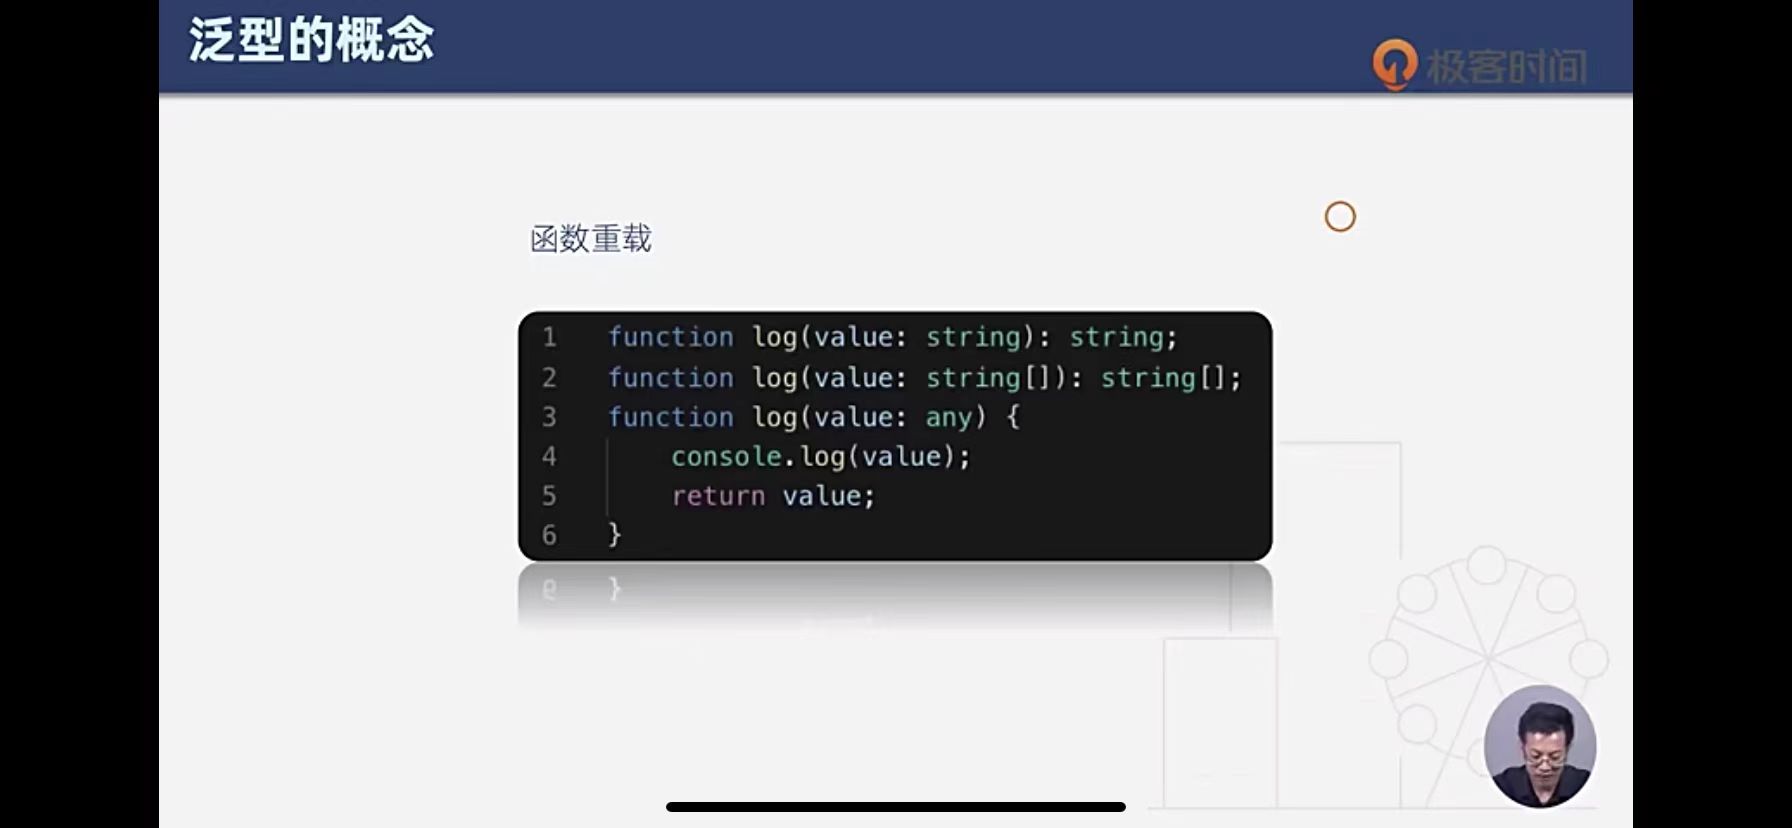 泛型的概念
极客时间
函数重载
1 function log(value: string): string;
2 function log(value: string[]): string[];
3 function log(value: any) {
4 console.log(value);
5 return value;
6 }